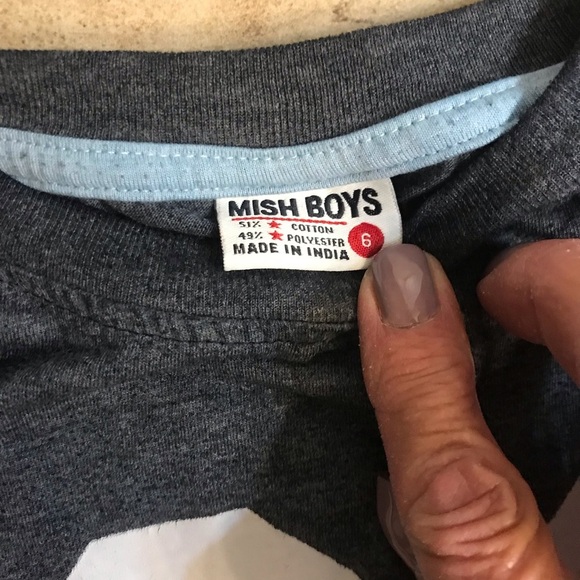 MISH BOYS
51% ★ COTTON
49% ★ POLYESTER 6
MADE IN INDIA